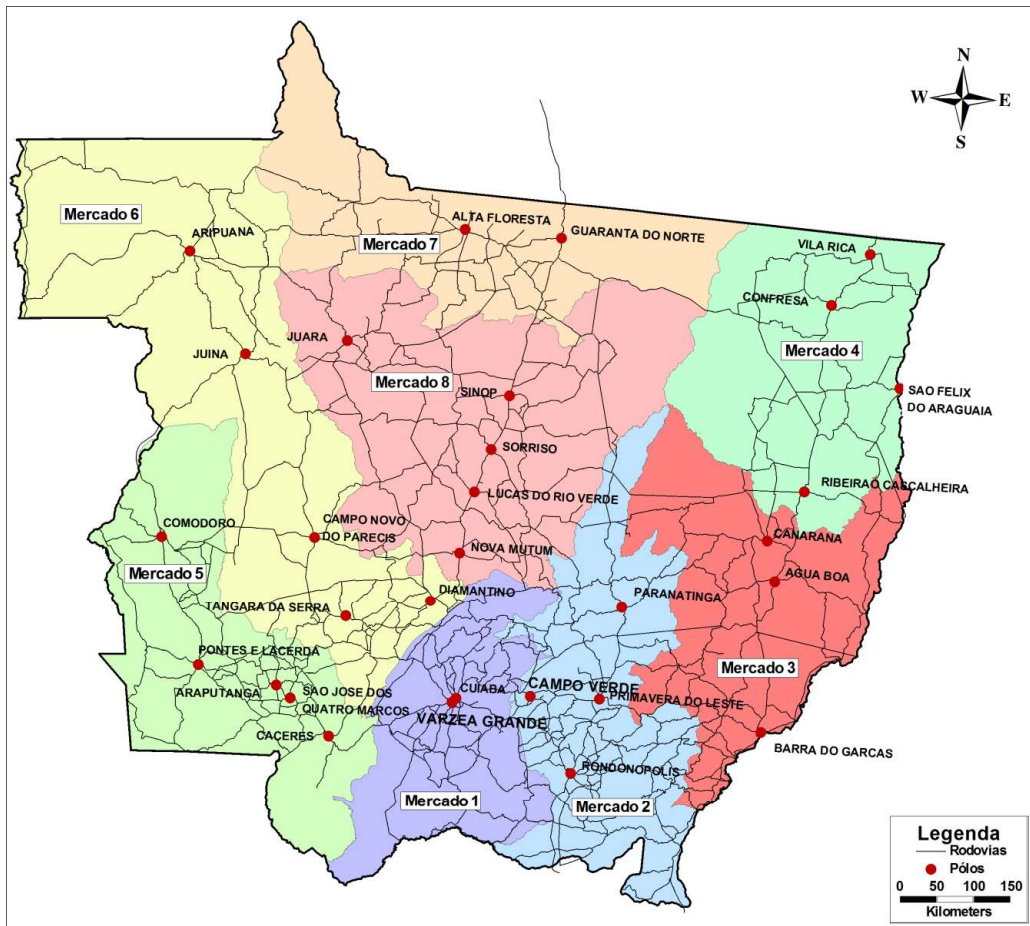 N
W
E
S
Mercado 6
ARIPUANA
ALTA FLORESTA
Mercado 7
GUARANTA DO NORTE
VILA RICA
CONFRESA
Mercado 4
JUARA
JUINA
Mercado 8
SINOP
SAO FELIX
DO ARAGUAIA
SORRISO
LUCAS DO RIO VERDE
RIBEIRAO CASCALHEIRA
COMODORO
CAMPO NOVO
DO PARECIS
NOVA MUTUM
CANARANA
AGUA BOA
Mercado 5
DIAMANTINO
PARANATINGA
TANGARA DA SERRA
PONTES E LACERDA
Mercado 3
ARAPUTANGA
SAO JOSE DOS
QUATRO MARCOS
CUIABA
CAMPO VERDE
PRIMAVERA DO LESTE
VARZEA GRANDE
CAÇERES
BARRA DO GARCAS
RONDONOPOLIS
Mercado 1
Mercado 2
Legenda
Rodovias
Pólos
0 50 100 150
Kilometers